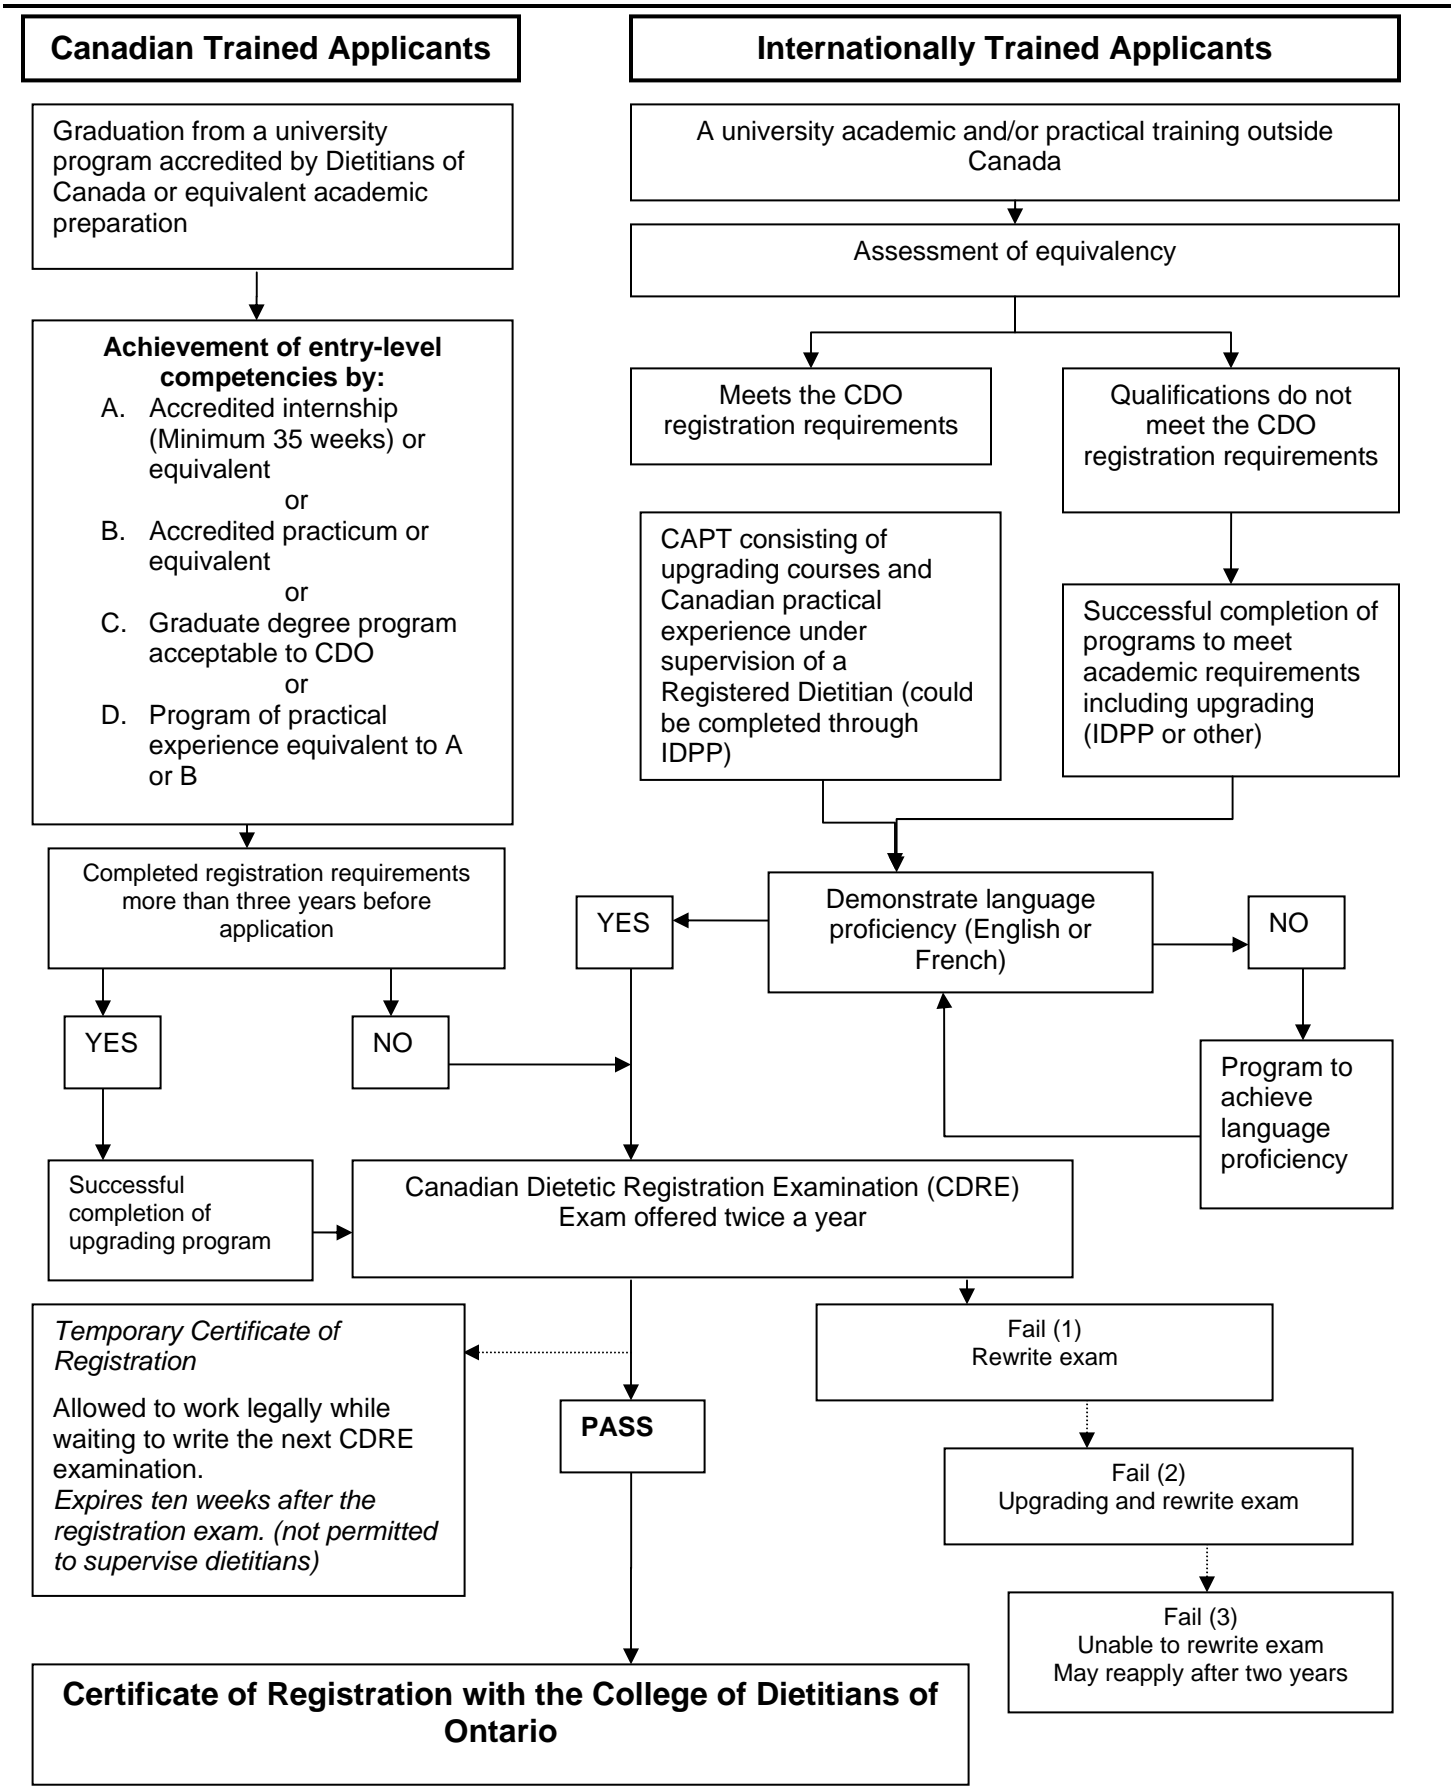 Canadian Trained Applicants
Internationally Trained Applicants
Graduation from a university
program accredited by Dietitians of
Canada or equivalent academic
preparation
A university academic and/or practical training outside
Canada
Assessment of equivalency
Achievement of entry-level
competencies by:
A. Accredited internship
(Minimum 35 weeks) or
equivalent
or
B. Accredited practicum or
equivalent
or
C. Graduate degree program
acceptable to CDO
or
D. Program of practical
experience equivalent to A
or B
Meets the CDO
registration requirements
Qualifications do not
meet the CDO
registration requirements
CAPT consisting of
upgrading courses and
Canadian practical
experience under
supervision of a
Registered Dietitian (could
be completed through
IDPP)
Successful completion of
programs to meet
academic requirements
including upgrading
(IDPP or other)
Completed registration requirements
more than three years before
application
YES
NO
YES
Demonstrate language
proficiency (English or
French)
NO
Program to
achieve
language
proficiency
Successful
completion of
upgrading program
Canadian Dietetic Registration Examination (CDRE)
Exam offered twice a year
Temporary Certificate of
Registration
Allowed to work legally while
waiting to write the next CDRE
examination.
Expires ten weeks after the
registration exam. (not permitted
to supervise dietitians)
PASS
Fail (1)
Rewrite exam
Fail (2)
Upgrading and rewrite exam
Fail (3)
Unable to rewrite exam
May reapply after two years
Certificate of Registration with the College of Dietitians of
Ontario